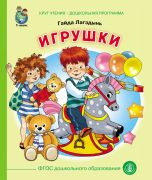 КРУГ ЧТЕНИЯ • ДОШКОЛЬНАЯ ПРОГРАММА
Гайда Лагздынь
ИГРУШКИ
ФГОС дошкольного образования